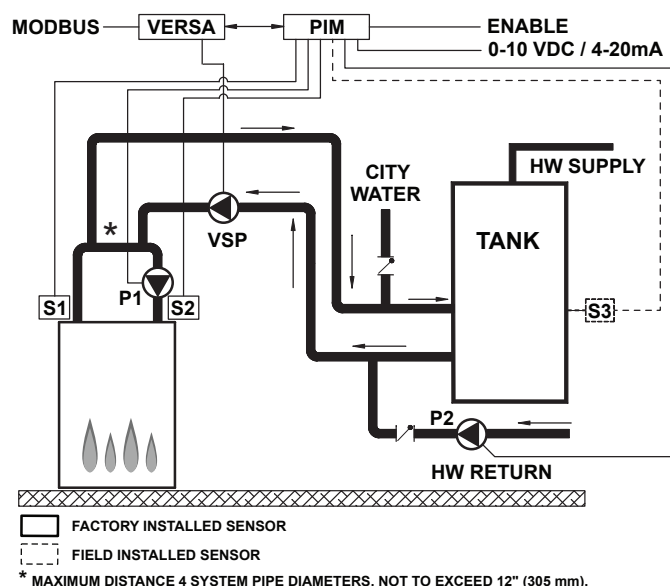 MODBUS
VERSA
PIM
ENABLE
0-10 VDC / 4-20mA
CITY
WATER
HW SUPPLY
VSP
TANK
*
P1
S1
S2
S3
P2
HW RETURN
FACTORY INSTALLED SENSOR
FIELD INSTALLED SENSOR
* MAXIMUM DISTANCE 4 SYSTEM PIPE DIAMETERS, NOT TO EXCEED 12" (305 mm).